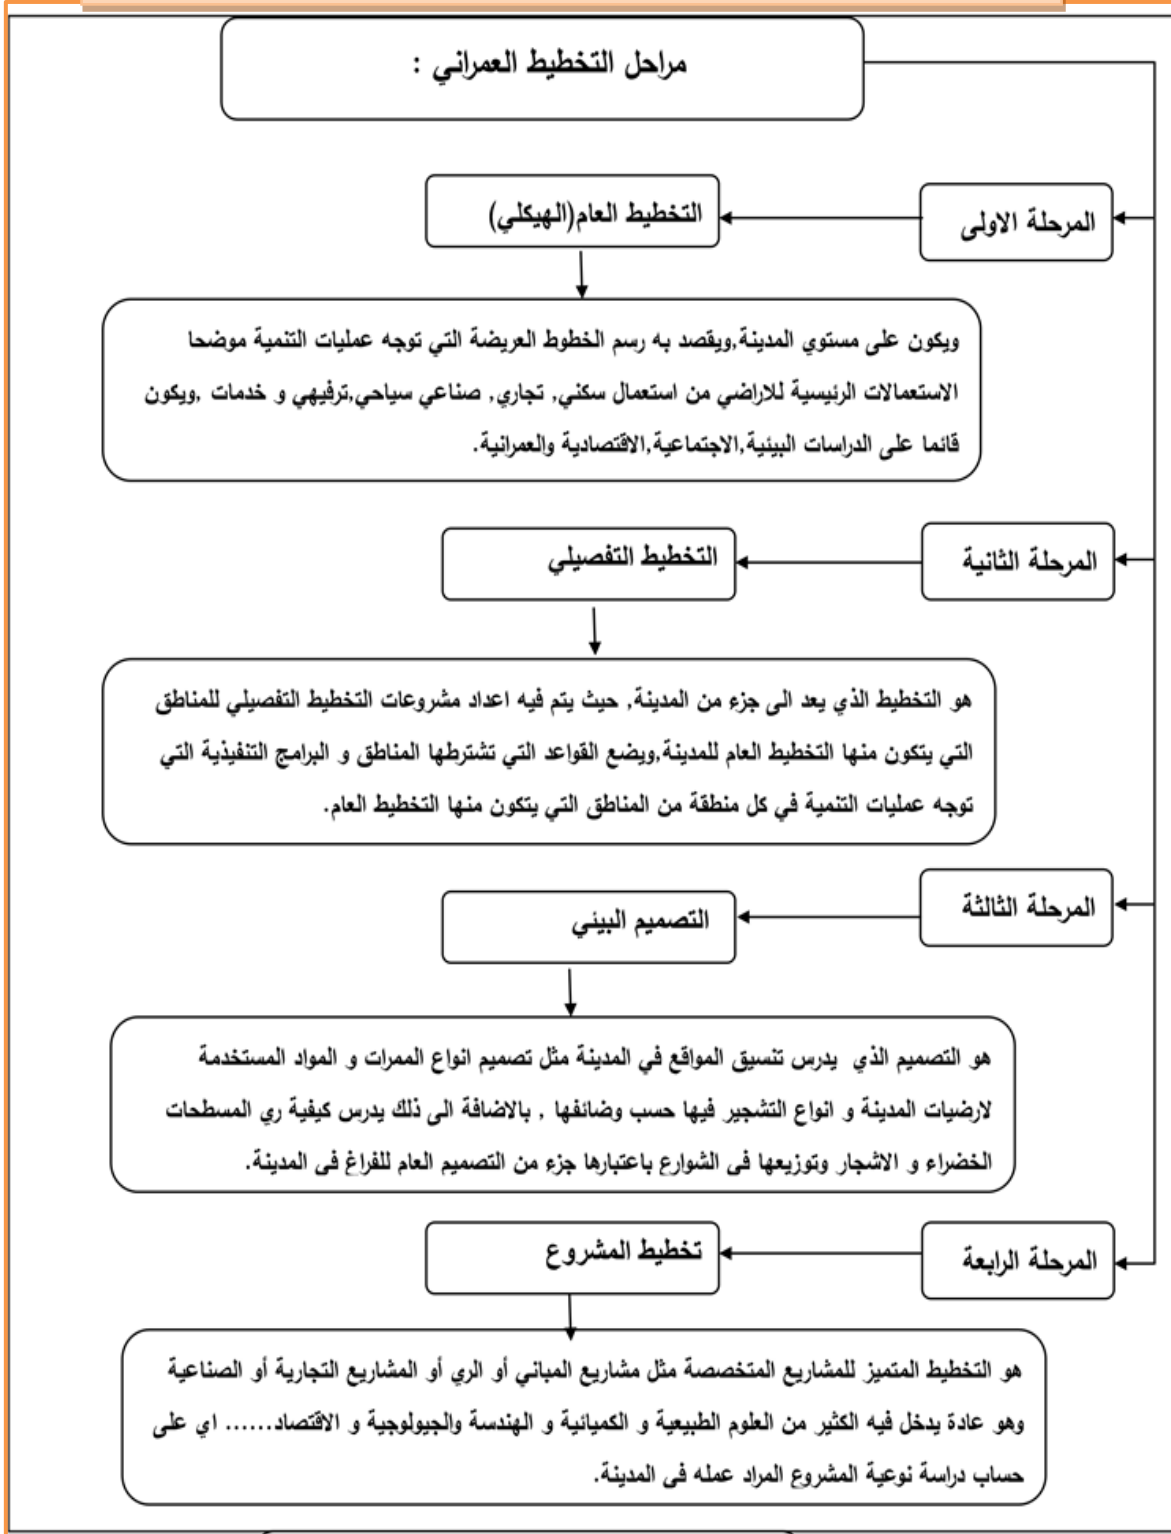 مراحل التخطيط العمراني :
المرحلة الاولى
التخطيط العام(الهيكلي)
ويكون على مستوي المدينة,ويقصد به رسم الخطوط العريضة التي توجه عمليات التنمية موضحا
الاستعمالات الرئيسية للاراضي من استعمال سكني, تجاري, صناعي سياحي,ترفيهي و خدمات ,ويكون
قائما على الدراسات البيئية,الاجتماعية,الاقتصادية والعمرانية.
المرحلة الثانية
التخطيط التفصيلي
هو التخطيط الذي يعد الى جزء من المدينة, حيث يتم فيه اعداد مشروعات التخطيط التفصيلي للمناطق
التي يتكون منها التخطيط العام للمدينة,ويضع القواعد التي تشترطها المناطق و البرامج التنفيذية التي
توجه عمليات التنمية في كل منطقة من المناطق التي يتكون منها التخطيط العام.
المرحلة الثالثة
التصميم البيئي
هو التصميم الذي يدرس تنسيق المواقع في المدينة مثل تصميم انواع الممرات و المواد المستخدمة
لارضيات المدينة و انواع التشجير فيها حسب وضائفها , بالاضافة الى ذلك يدرس كيفية ري المسطحات
الخضراء و الاشجار وتوزيعها فى الشوارع باعتبارها جزء من التصميم العام للفراغ فى المدينة.
المرحلة الرابعة
تخطيط المشروع
هو التخطيط المتميز للمشاريع المتخصصة مثل مشاريع المباني أو الري أو المشاريع التجارية أو الصناعية
وهو عادة يدخل فيه الكثير من العلوم الطبيعية و الكميائية و الهندسة والجيولوجية و الاقتصاد...... اي على
حساب دراسة نوعية المشروع المراد عمله فى المدينة.